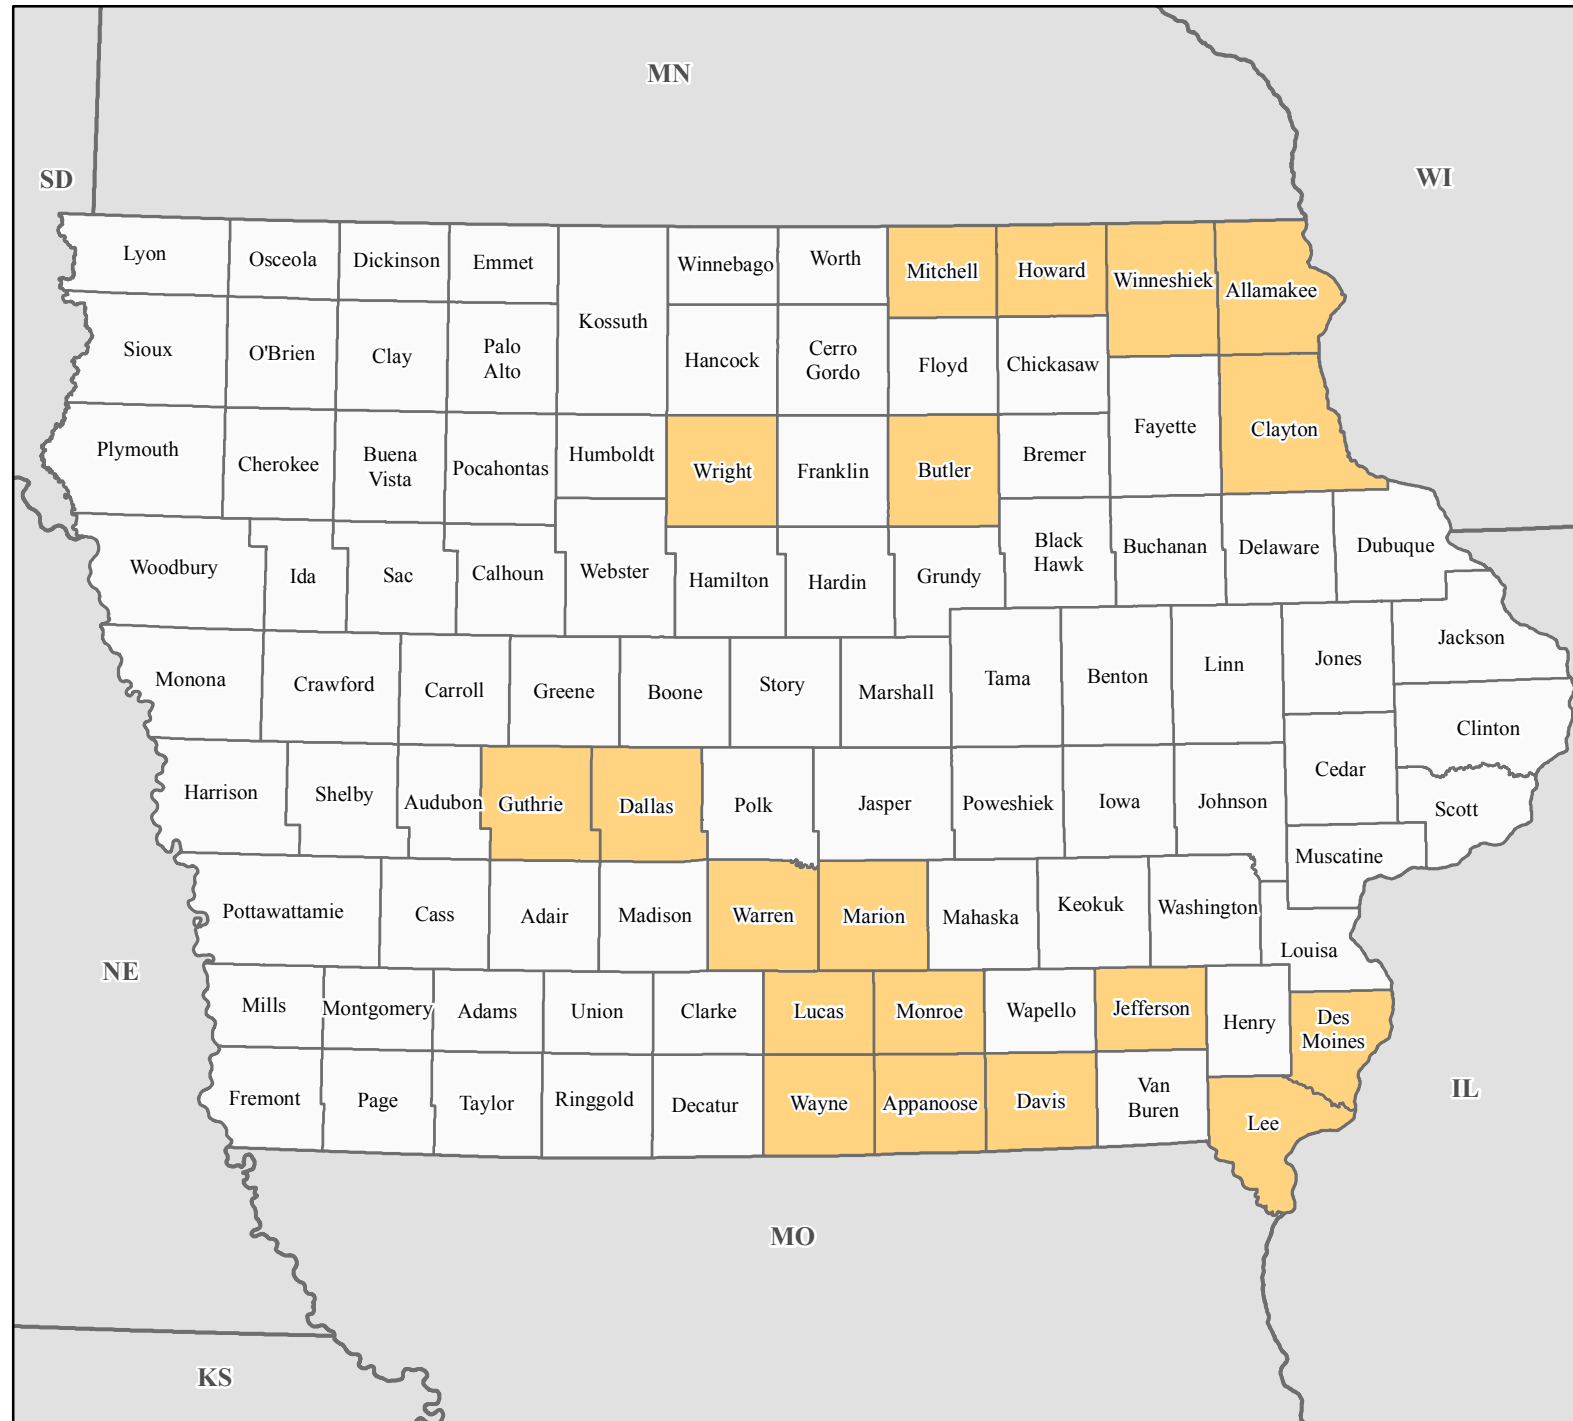 MN
SD
WI
Lyon
Osceola
Dickinson
Emmet
Kossuth
Winnebago
Worth
Mitchell
Howard
Winneshiek
Allamakee
Sioux
O'Brien
Clay
Palo
Alto
Hancock
Cerro
Gordo
Floyd
Chickasaw
Fayette
Clayton
Plymouth
Cherokee
Buena
Vista
Pocahontas
Humboldt
Wright
Franklin
Butler
Bremer
Woodbury
Ida
Sac
Calhoun
Webster
Hamilton
Hardin
Grundy
Black
Hawk
Buchanan
Delaware
Dubuque
Monona
Crawford
Carroll
Greene
Boone
Story
Marshall
Tama
Benton
Linn
Jones
Jackson
Clinton
Harrison
Shelby
Audubon
Guthrie
Dallas
Polk
Jasper
Poweshiek
Iowa
Johnson
Cedar
Scott
Muscatine
Pottawattamie
Cass
Adair
Madison
Warren
Marion
Mahaska
Keokuk
Washington
Louisa
NE
Mills
Montgomery
Adams
Union
Clarke
Lucas
Monroe
Wapello
Jefferson
Henry
Des
Moines
Fremont
Page
Taylor
Ringgold
Decatur
Wayne
Appanoose
Davis
Van
Buren
Lee
IL
MO
KS